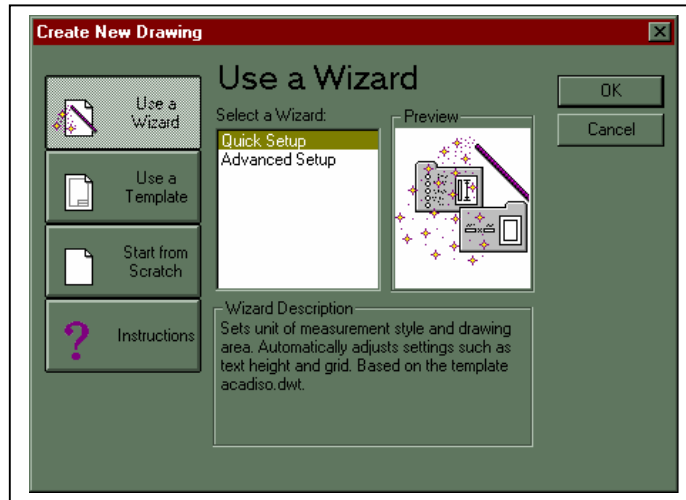 Create New Drawing
Use a
Wizard
Use a
Template
Start from
Scratch
Instructions
Use a Wizard
Select a Wizard:
Quick Setup
Advanced Setup
Preview
OK
Cancel
Wizard Description
Sets unit of measurement style and drawing
area. Automatically adjusts settings such as
text height and grid. Based on the template
acadiso.dwt.